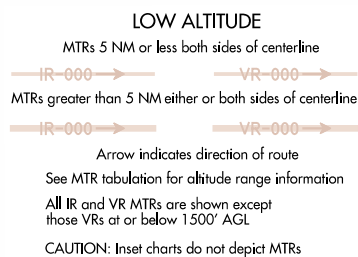 LOW ALTITUDE
MTRs 5 NM or less both sides of centerline
IR-000 VR-000
MTRs greater than 5 NM either or both sides of centerline
IR-000 VR-000
Arrow indicates direction of route
See MTR tabulation for altitude range information
All IR and VR MTRs are shown except
those VRs at or below 1500' AGL
CAUTION: Inset charts do not depict MTRs